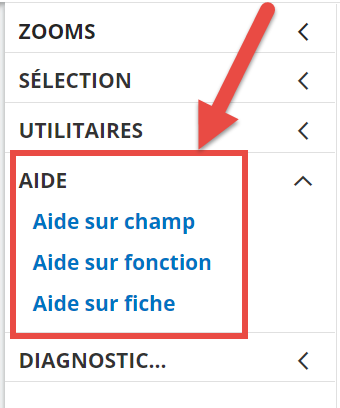 ZOOMS
SÉLECTION
UTILITAIRES
AIDE
Aide sur champ
Aide sur fonction
Aide sur fiche
DIAGNOSTIC...